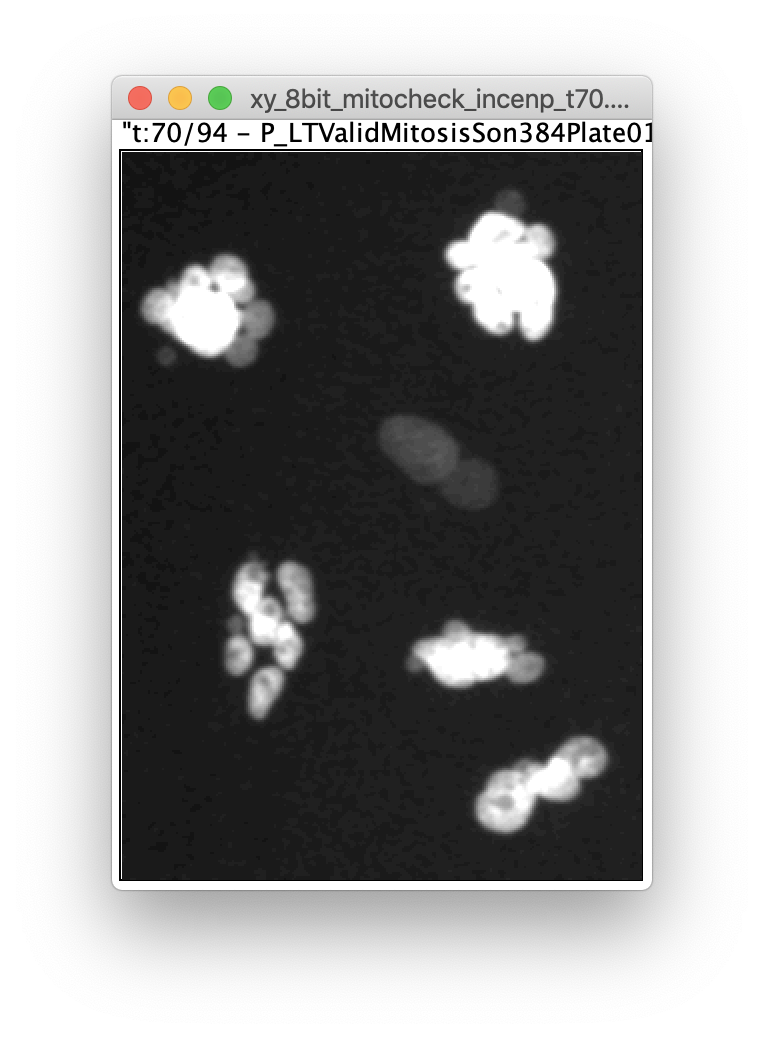 xy_8bit_mitocheck_incenp_t70....
"t:70/94 – P_LTValidMitosisSon384Plate01